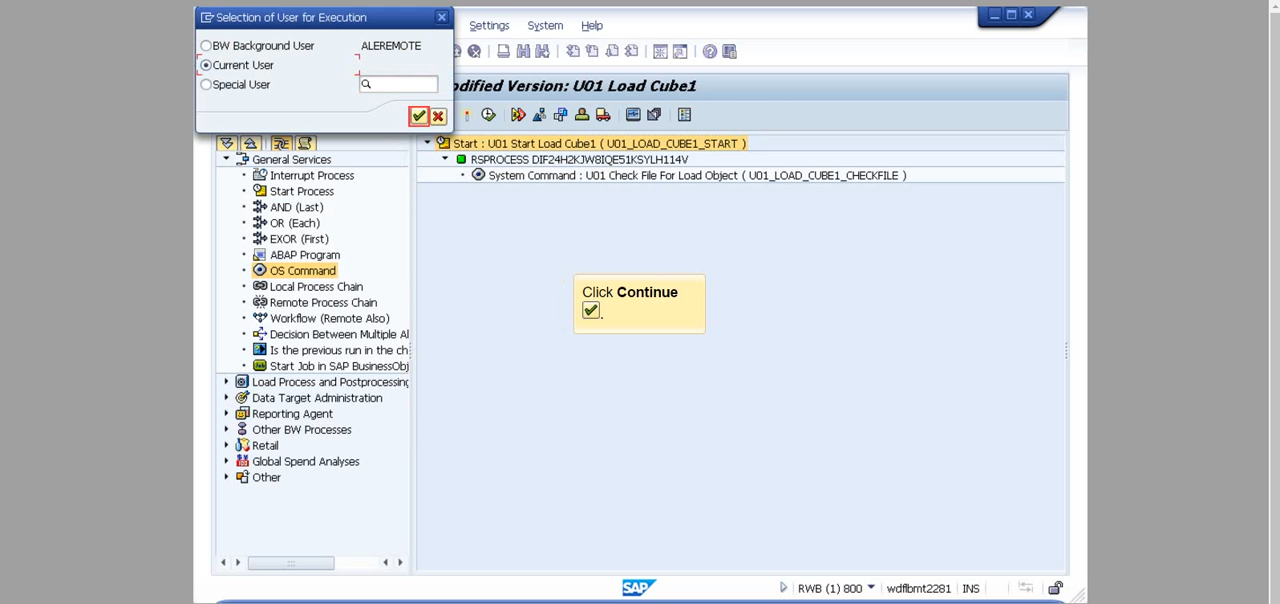 Selection of User for Execution
BW Background User ALEREMOTE
Current User
Special User
Settings System Help
odified Version: U01 Load Cube1
General Services
Interrupt Process
Start Process
AND (Last)
OR (Each)
EXOR (First)
ABAP Program
OS Command
Local Process Chain
Remote Process Chain
Workflow (Remote Also)
Decision Between Multiple Al
Is the previous run in the ch
Start Job in SAP BusinessObj
Load Process and Postprocessing
Data Target Administration
Reporting Agent
Other BW Processes
Retail
Global Spend Analyses
Other
Start : U01 Start Load Cube1 ( U01_LOAD_CUBE1_START )
RSPROCESS DIF24H2KJW8IQE51KSYLH114V
System Command : U01 Check File For Load Object ( U01_LOAD_CUBE1_CHECKFILE )
Click Continue
.
SAP
RWB (1) 800 wdflbmt2281 INS